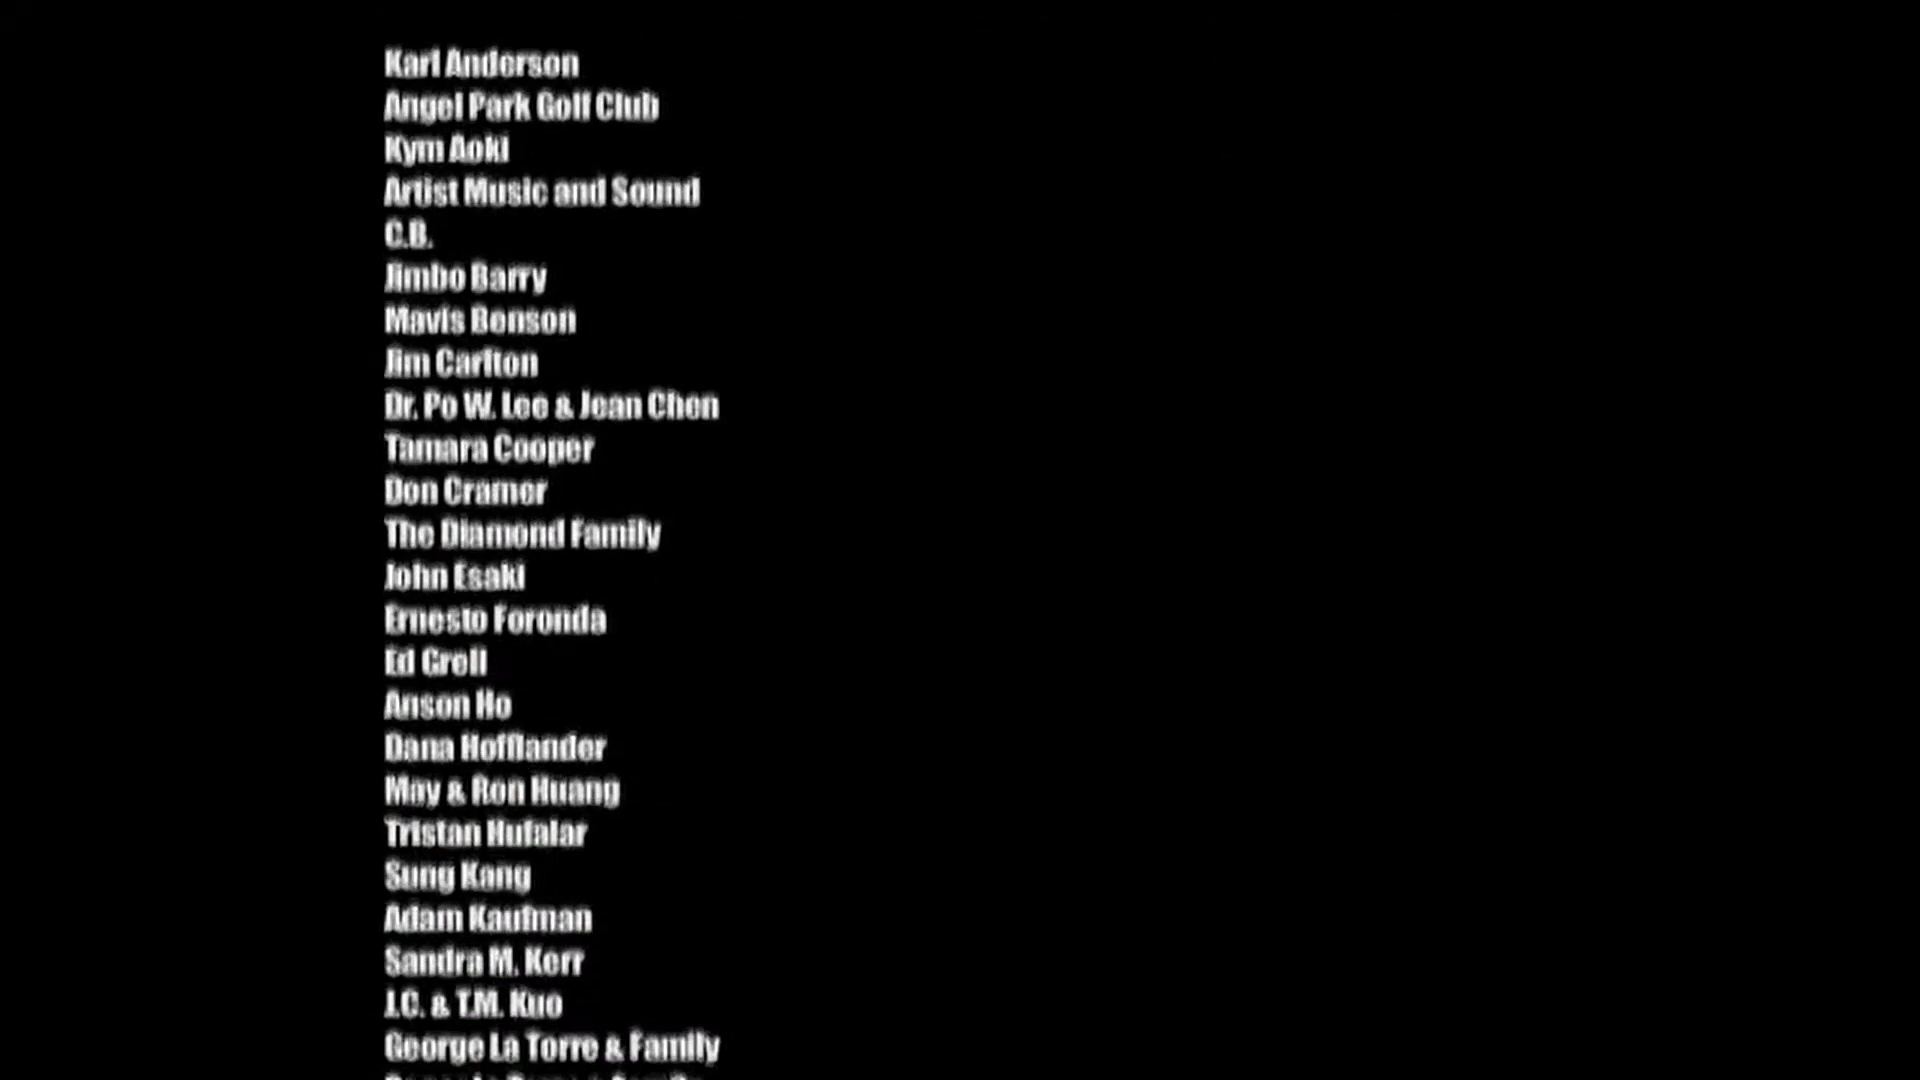 Karl Anderson
Angel Park Golf Club
Kym Aoki
Artist Music and Sound
C.B.
Jimbo Barry
Mavis Benson
Jim Carlton
Dr. Po W. Lee & Jean Chen
Tamara Cooper
Don Cramer
The Diamond Family
John Esaki
Ernesto Foronda
Ed Grell
Anson Ho
Dana Hofflander
May & Ron Huang
Tristan Hufalar
Sung Kang
Adam Kaufman
Sandra M. Kerr
J.C. & T.M. Kuo
George La Torre & Family